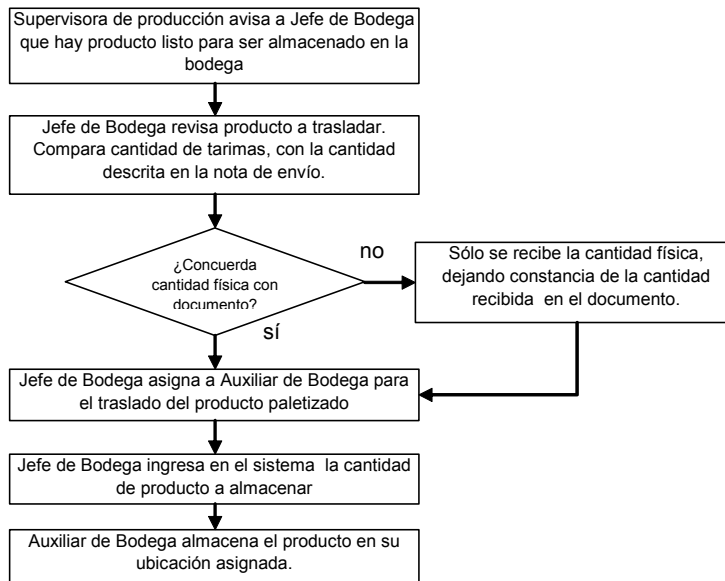 Supervisora de producción avisa a Jefe de Bodega
que hay producto listo para ser almacenado en la
bodega
Jefe de Bodega revisa producto a trasladar.
Compara cantidad de tarimas, con la cantidad
descrita en la nota de envío.
¿Concuerda
cantidad física con
documento?
no
Sólo se recibe la cantidad física,
dejando constancia de la cantidad
recibida en el documento.
sí
Jefe de Bodega asigna a Auxiliar de Bodega para
el traslado del producto paletizado
Jefe de Bodega ingresa en el sistema la cantidad
de producto a almacenar
Auxiliar de Bodega almacena el producto en su
ubicación asignada.